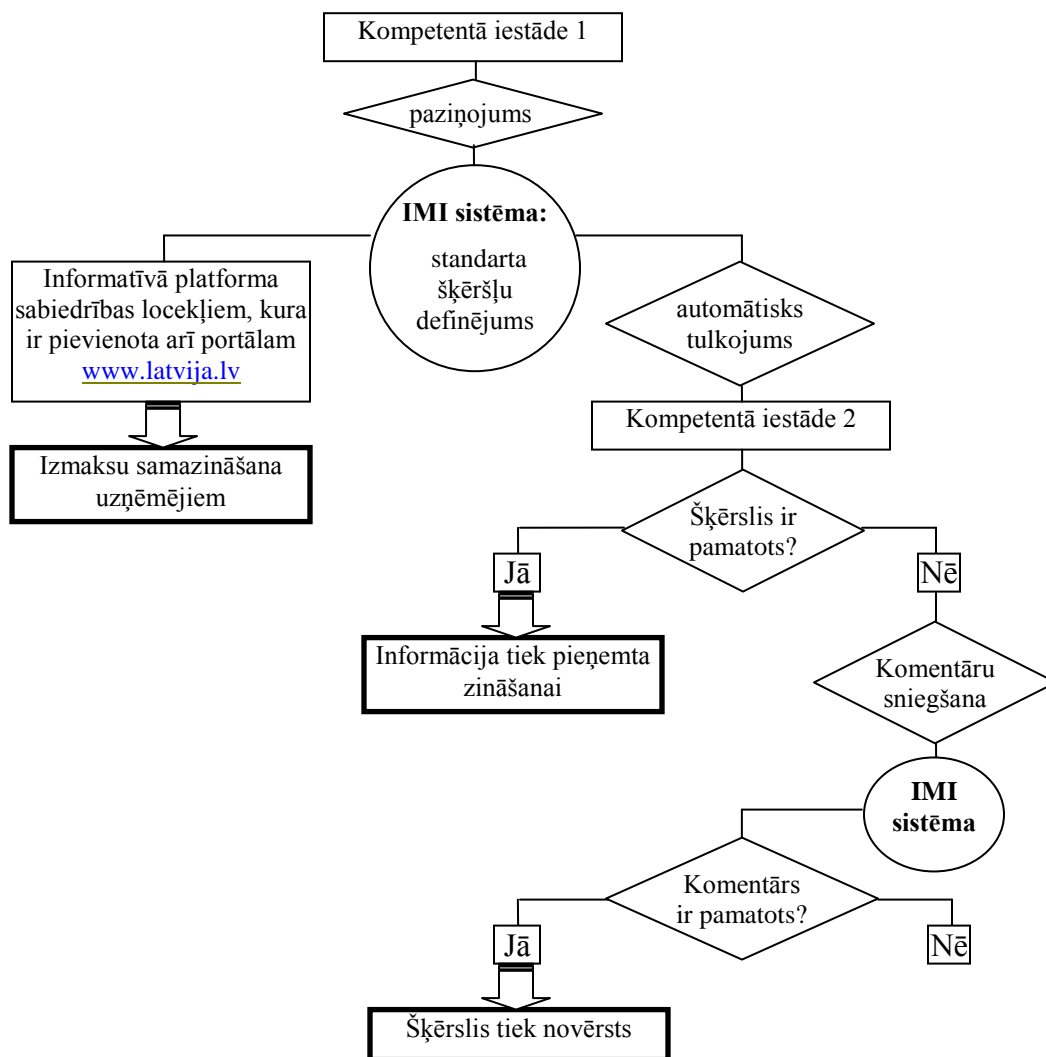 Kompetentā iestāde 1
paziņojums
IMI sistēma:
standarta
šķēršļu
definējums
Informatīvā platforma
sabiedrības locekļiem, kura
ir pievienota arī portālam
www.latvija.lv
automātisks
tulkojums
Kompetentā iestāde 2
Izmaksu samazināšana
uzņēmējiem
Šķērslis ir
pamatots?
Jā
Nē
Informācija tiek pieņemta
zināšanai
Komentāru
sniegšana
IMI
sistēma
Komentārs
ir pamatots?
Jā
Nē
Šķērslis tiek novērsts